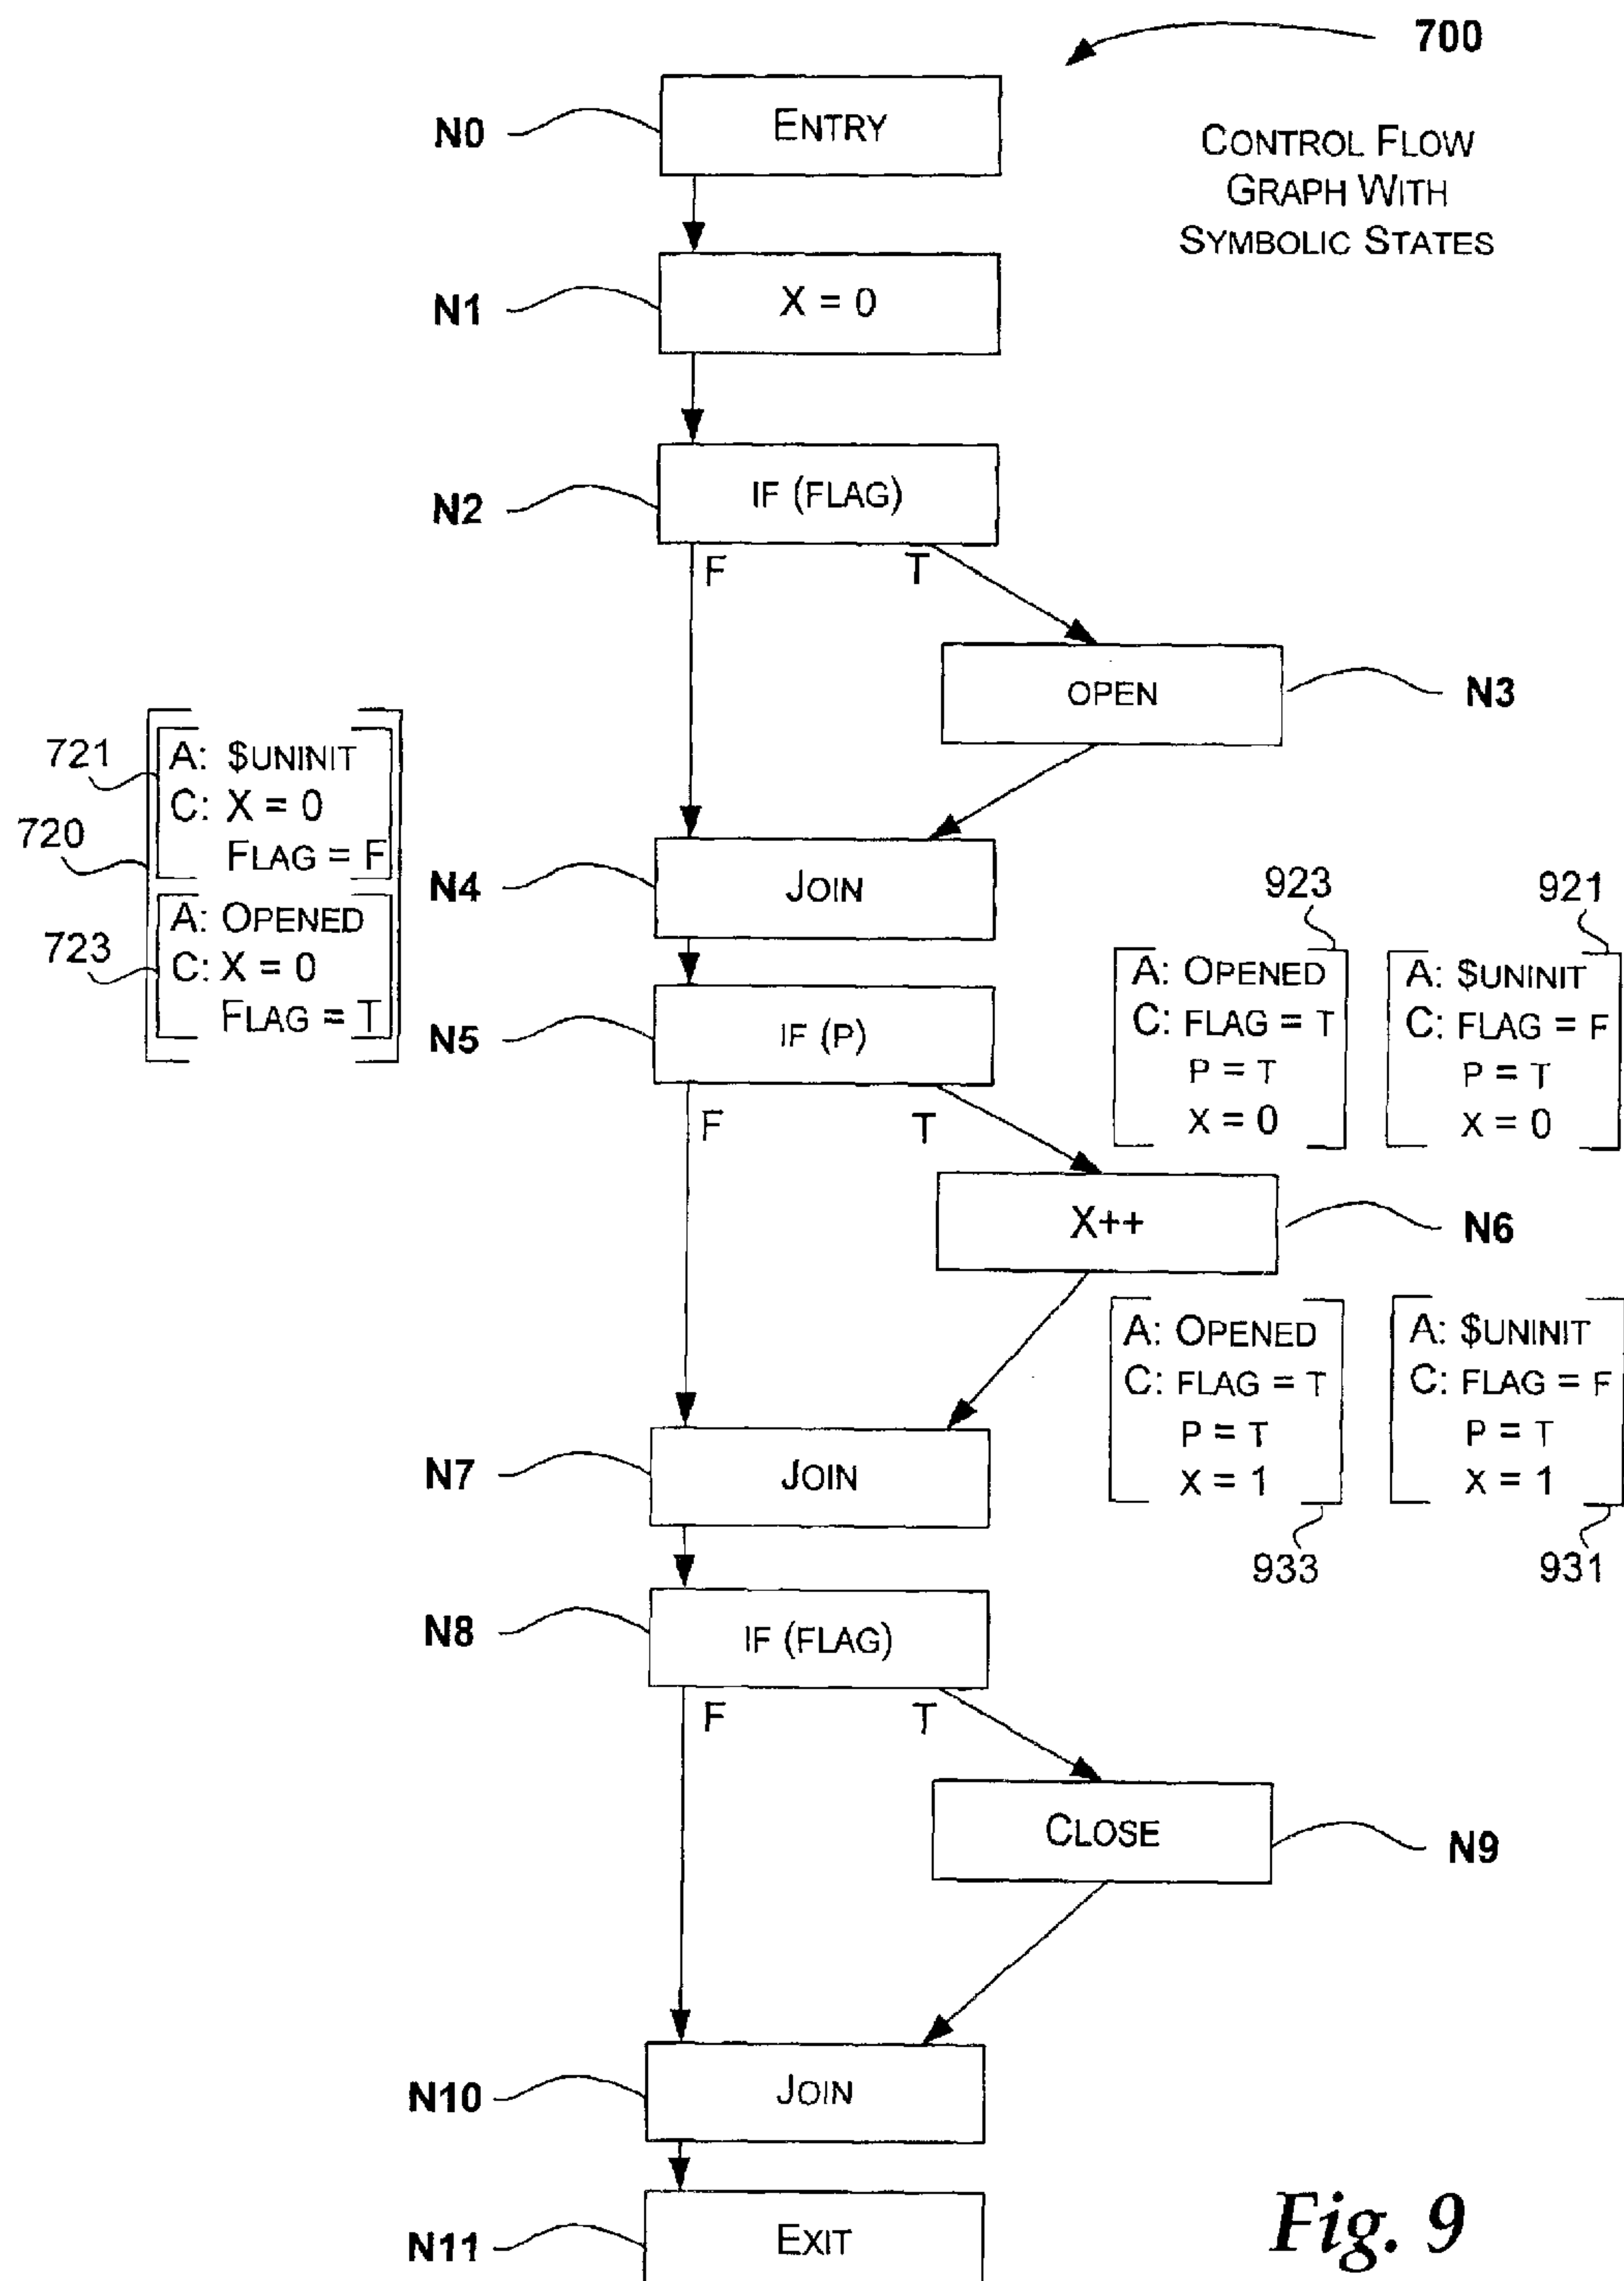 700
CONTROL FLOW
GRAPH WITH
SYMBOLIC STATES
N0
ENTRY
N1
X = 0
N2
IF (FLAG)
F
T
OPEN
N3
720
721
A: $UNINIT
C: X = 0
FLAG = F
723
A: OPENED
C: X = 0
FLAG = T
N4
JOIN
N5
IF (P)
F
T
923
A: OPENED
C: FLAG = T
P = T
X = 0
921
A: $UNINIT
C: FLAG = F
P = T
X = 0
X++
N6
A: OPENED
C: FLAG = T
P = T
X = 1
933
A: $UNINIT
C: FLAG = F
P = T
X = 1
931
N7
JOIN
N8
IF (FLAG)
F
T
CLOSE
N9
N10
JOIN
N11
EXIT
Fig. 9